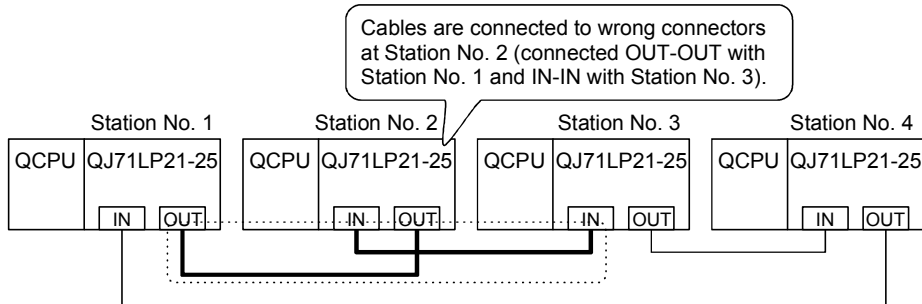 Cables are connected to wrong connectors
at Station No. 2 (connected OUT-OUT with
Station No. 1 and IN-IN with Station No. 3).
Station No. 1 Station No. 2 Station No. 3 Station No. 4
QCPU QJ71LP21-25 QCPU QJ71LP21-25 QCPU QJ71LP21-25 QCPU QJ71LP21-25
IN OUT IN OUT IN OUT IN OUT